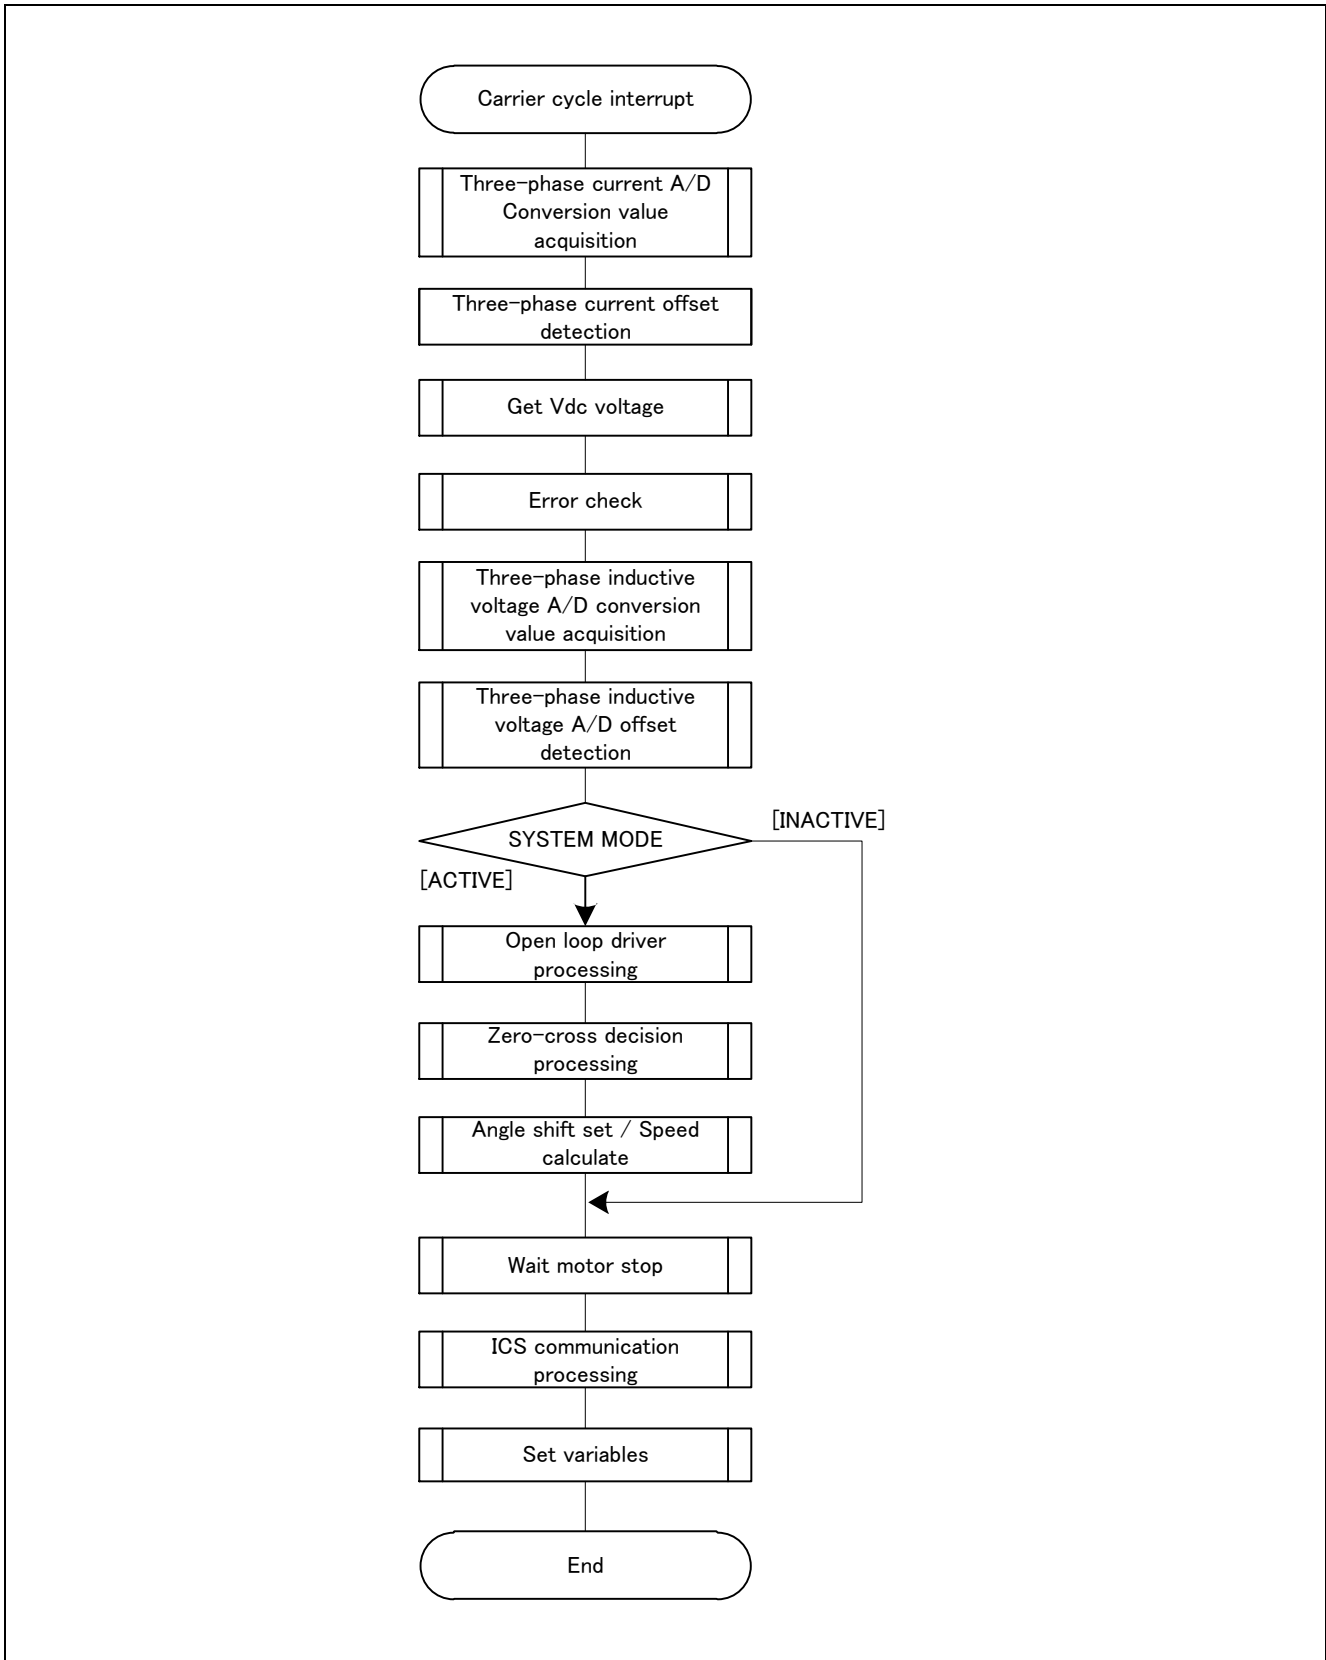 Carrier cycle interrupt
Three-phase current A/D
Conversion value
acquisition
Three-phase current offset
detection
Get Vdc voltage
Error check
Three-phase inductive
voltage A/D conversion
value acquisition
Three-phase inductive
voltage A/D offset
detection
[INACTIVE]
SYSTEM MODE
[ACTIVE]
Open loop driver
processing
Zero-cross decision
processing
Angle shift set / Speed
calculate
Wait motor stop
ICS communication
processing
Set variables
End